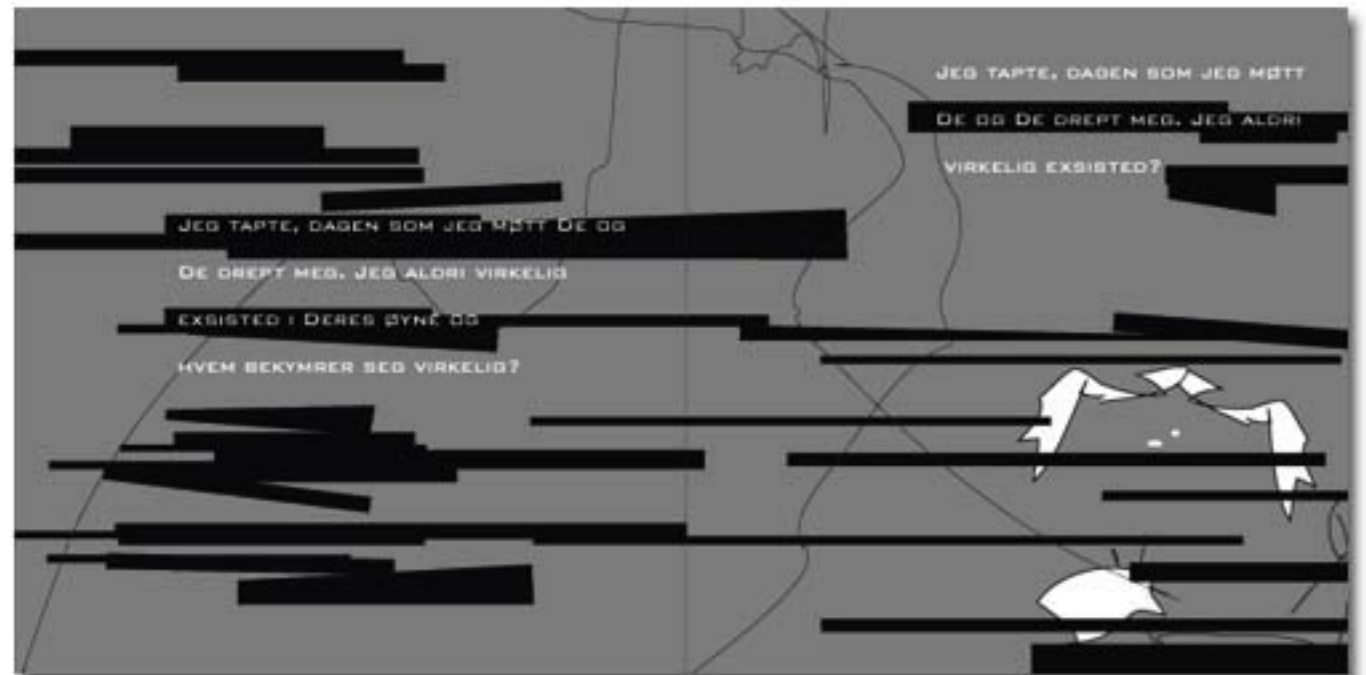 Jeg tapte, dagen som jeg møtt De og
De drept meg. Jeg aldri virkelig
exsisted i Deres øyne og
hvem bekymrer seg virkelig?
Jeg tapte, dagen som jeg møtt
De og De drept meg. Jeg aldri
virkelig exsisted?